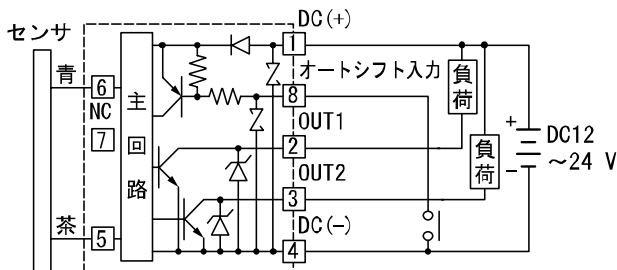 センサ
青
茶
6
NC
7
5
主回路
DC(+)
1
オートシフト入力
8
OUT1
2
OUT2
3
DC(-)
4
負荷
負荷
+
DC12
～24 V
-